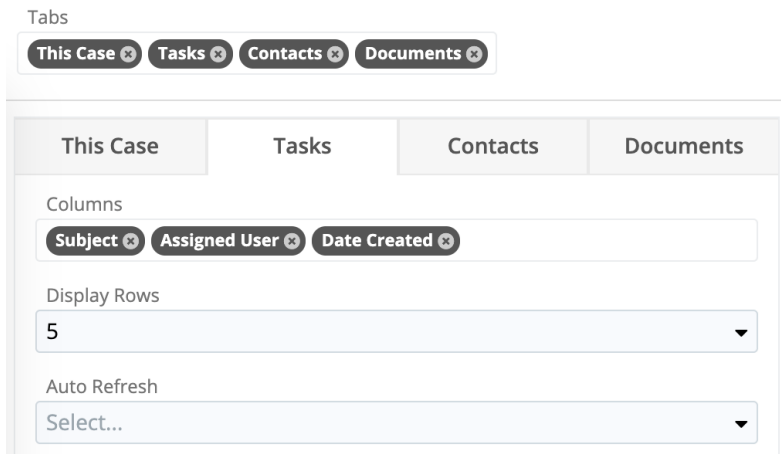 Tabs
This Case Tasks Contacts Documents
This Case Tasks Contacts Documents
Columns
Subject Assigned User Date Created
Display Rows
5
Auto Refresh
Select...